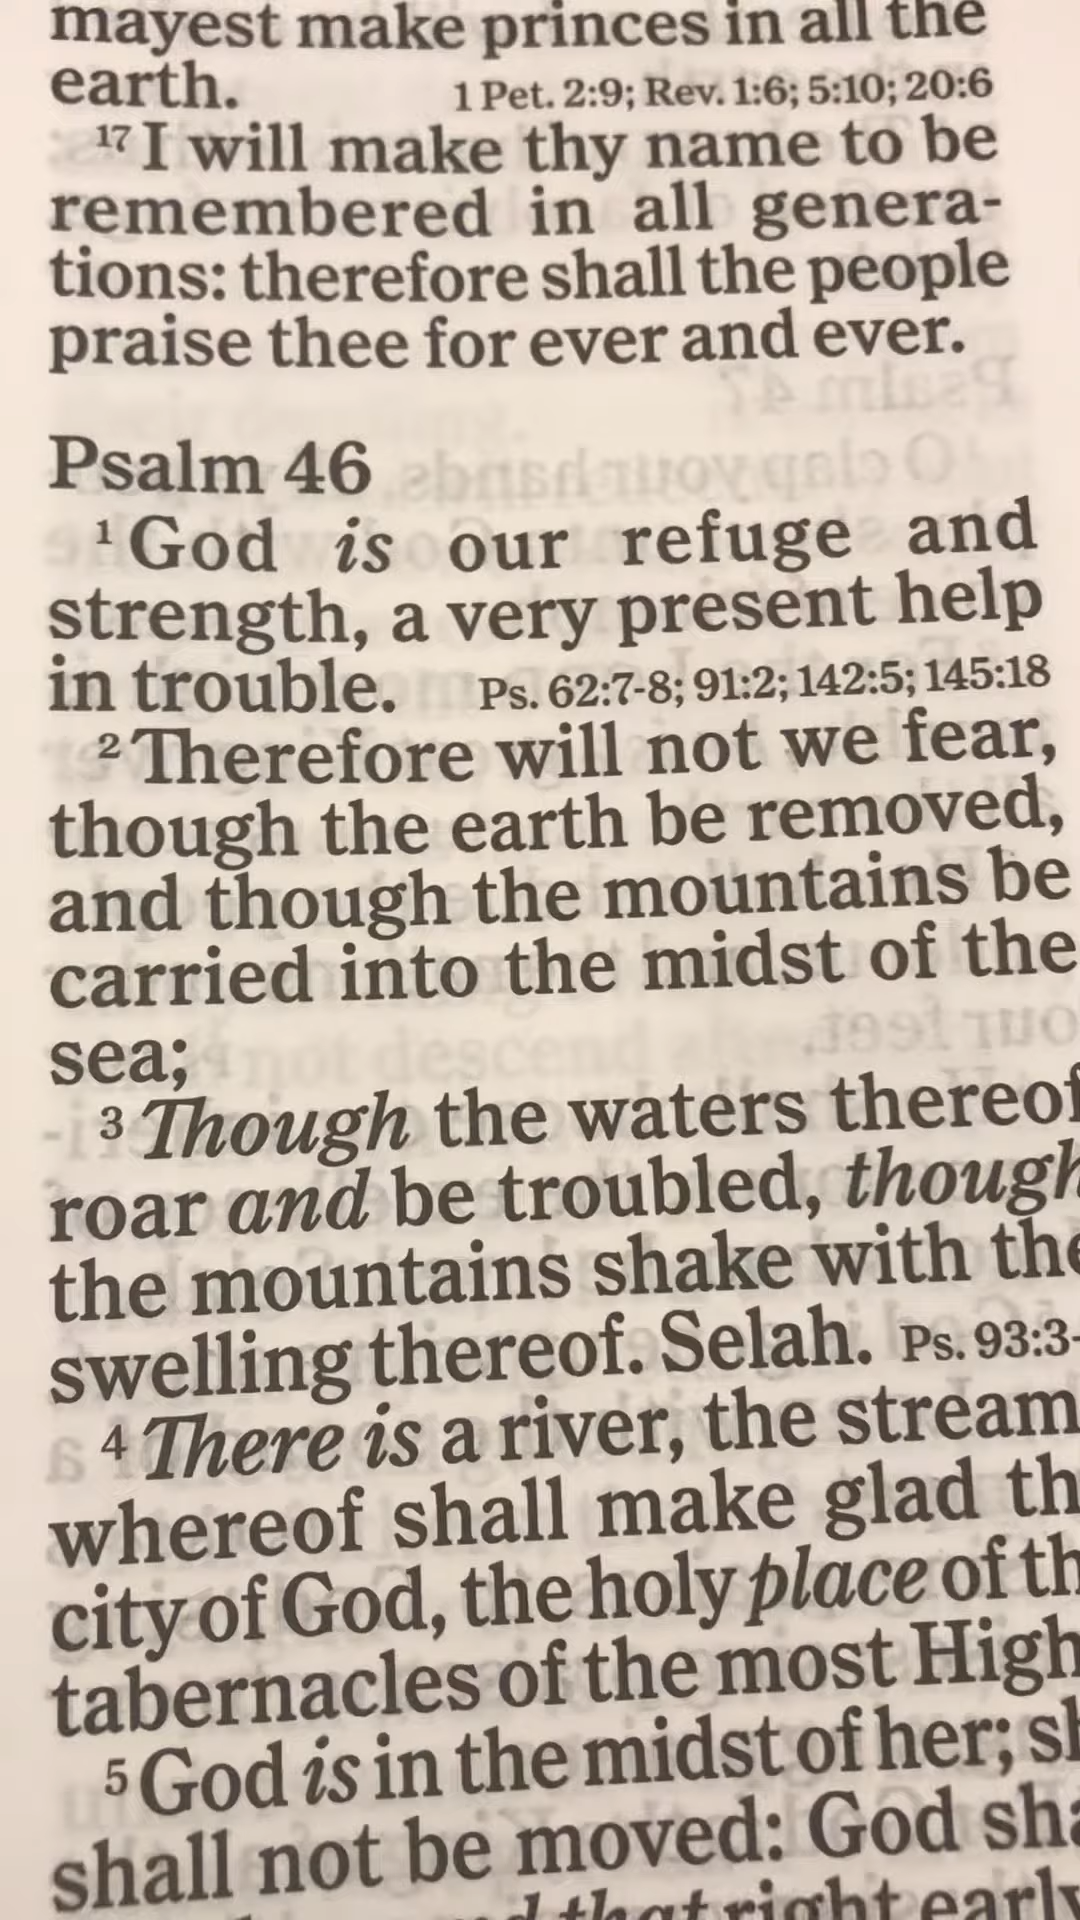 mayest make princes in all the
earth. 1 Pet. 2:9; Rev. 1:6; 5:10; 20:6
17 I will make thy name to be
remembered in all genera-
tions: therefore shall the people
praise thee for ever and ever.
Psalm 46
1 God is our refuge and
strength, a very present help
in trouble. Ps. 62:7-8; 91:2; 142:5; 145:18
2 Therefore will not we fear,
though the earth be removed,
and though the mountains be
carried into the midst of the
sea;
3 Though the waters thereof
roar and be troubled, though
the mountains shake with the
swelling thereof. Selah. Ps. 93:3-
4 There is a river, the stream
whereof shall make glad th
city of God, the holy place of th
tabernacles of the most High
5 God is in the midst of her; sh
shall not be moved: God sha
that right early